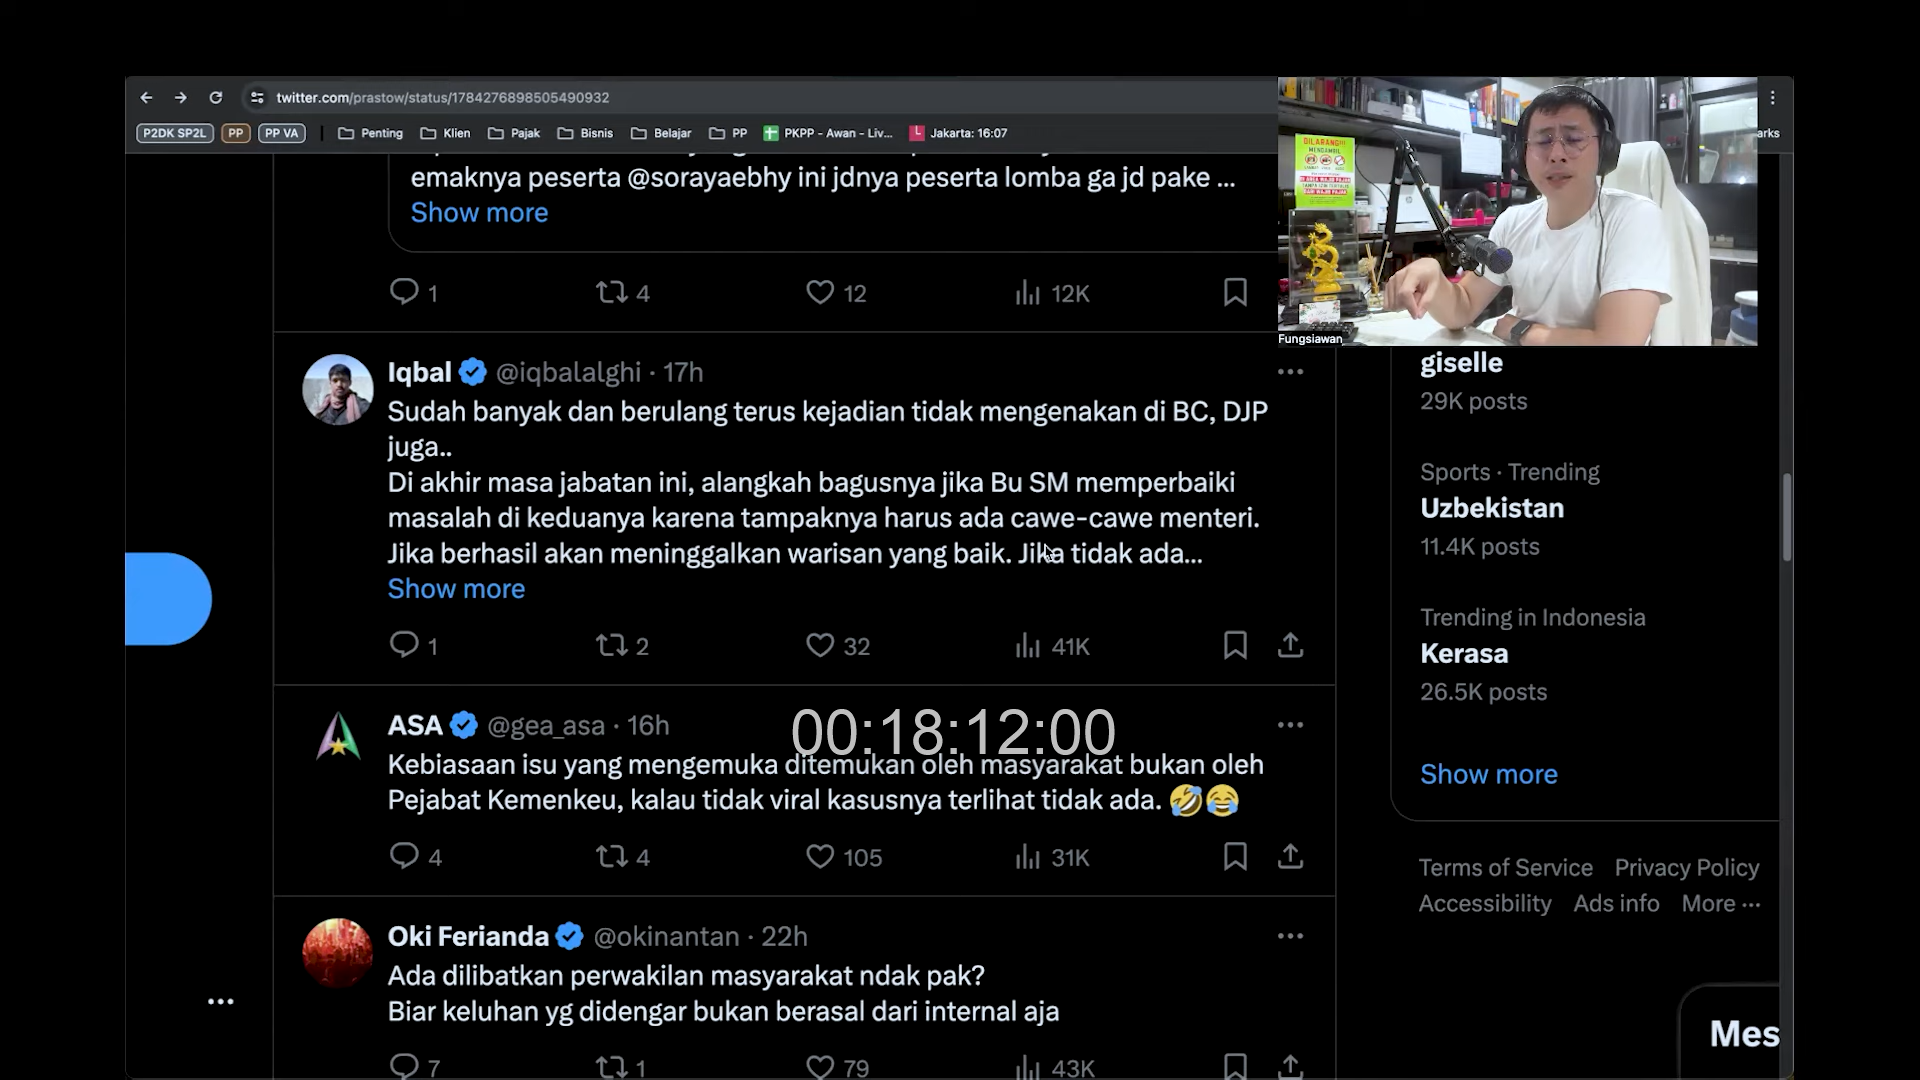 twitter.com/prastow/status/1784276898505490932
P2DK SP2L
PP
PP VA
Penting
Klien
Pajak
Bisnis
Belajar
PP
PKPP - Awan - Liv...
Jakarta: 16:07
arks
DILARANG!!
MENGAMBIL
Fungsiawan
emaknya peserta @sorayaebhy ini jdnya peserta lomba ga jd pake ...
Show more
1
4
12
12K
Iqbal @iqbalalghi · 17h
Sudah banyak dan berulang terus kejadian tidak mengenakan di BC, DJP
juga..
Di akhir masa jabatan ini, alangkah bagusnya jika Bu SM memperbaiki
masalah di keduanya karena tampaknya harus ada cawe-cawe menteri.
Jika berhasil akan meninggalkan warisan yang baik. Jika tidak ada...
Show more
1
2
32
41K
00:18:12:00
ASA @gea_asa · 16h
Kebiasaan isu yang mengemuka ditemukan oleh masyarakat bukan oleh
Pejabat Kemenkeu, kalau tidak viral kasusnya terlihat tidak ada. 🤣😂
4
4
105
31K
Oki Ferianda @okinantan · 22h
Ada dilibatkan perwakilan masyarakat ndak pak?
Biar keluhan yg didengar bukan berasal dari internal aja
7
1
79
43K
giselle
29K posts
Sports · Trending
Uzbekistan
11.4K posts
Trending in Indonesia
Kerasa
26.5K posts
Show more
Terms of Service Privacy Policy
Accessibility Ads info More ···
Mes